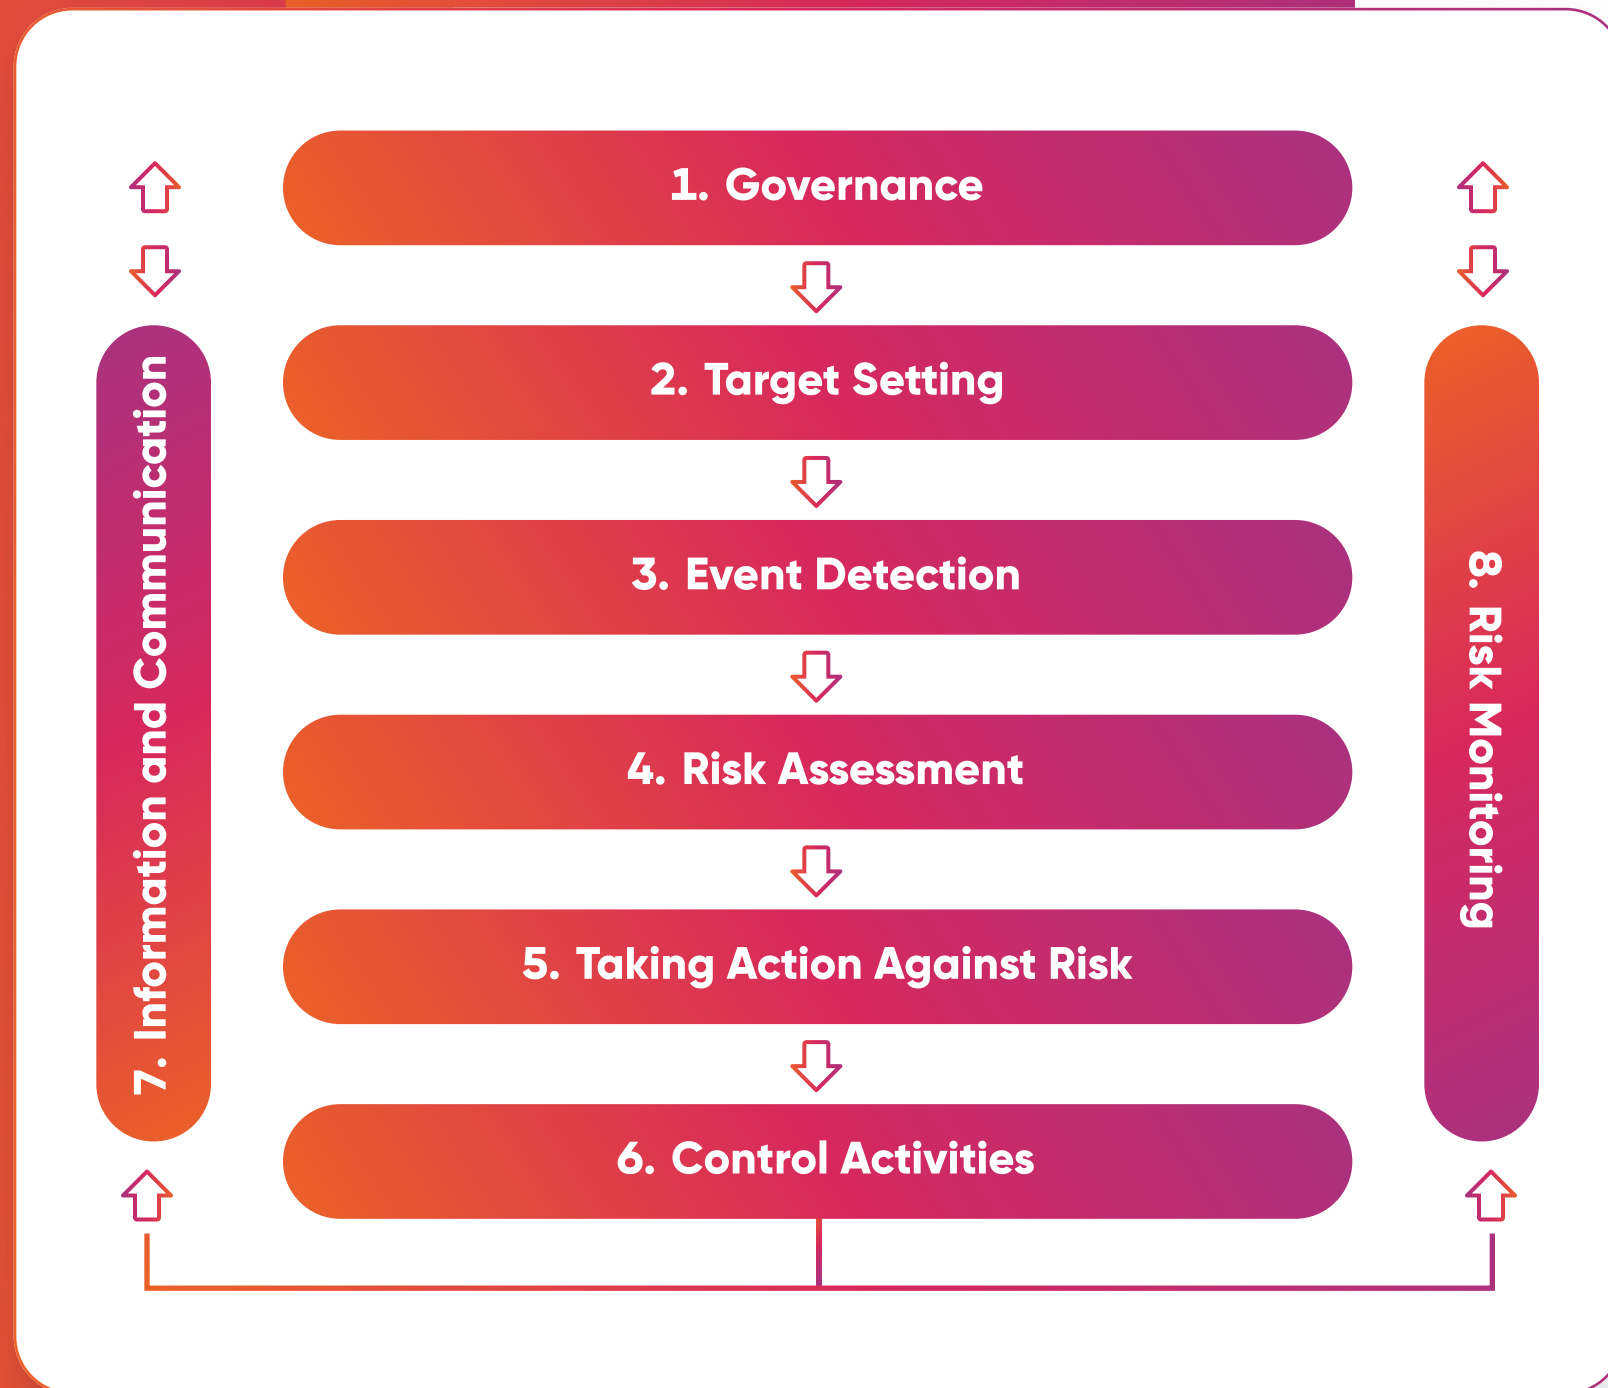 1. Governance
2. Target Setting
3. Event Detection
4. Risk Assessment
5. Taking Action Against Risk
6. Control Activities
7. Information and Communication
8. Risk Monitoring